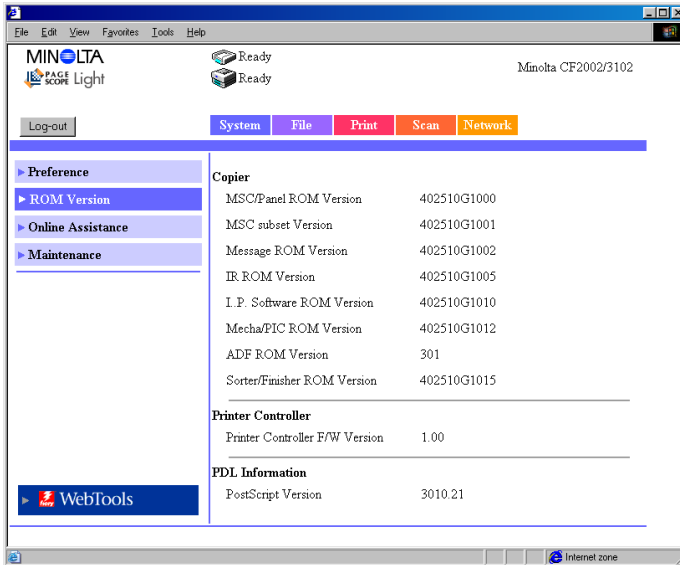 File Edit View Favorites Tools Help
MINOLTA
PAGE SCOPE Light
Ready
Ready
Minolta CF2002/3102
Log-out
System File Print Scan Network
Preference
ROM Version
Online Assistance
Maintenance
Copier
MSC/Panel ROM Version 402510G1000
MSC subset Version 402510G1001
Message ROM Version 402510G1002
IR ROM Version 402510G1005
I..P. Software ROM Version 402510G1010
Mecha/PIC ROM Version 402510G1012
ADF ROM Version 301
Sorter/Finisher ROM Version 402510G1015
Printer Controller
Printer Controller F/W Version 1.00
PDL Information
PostScript Version 3010.21
fiery WebTools
Internet zone